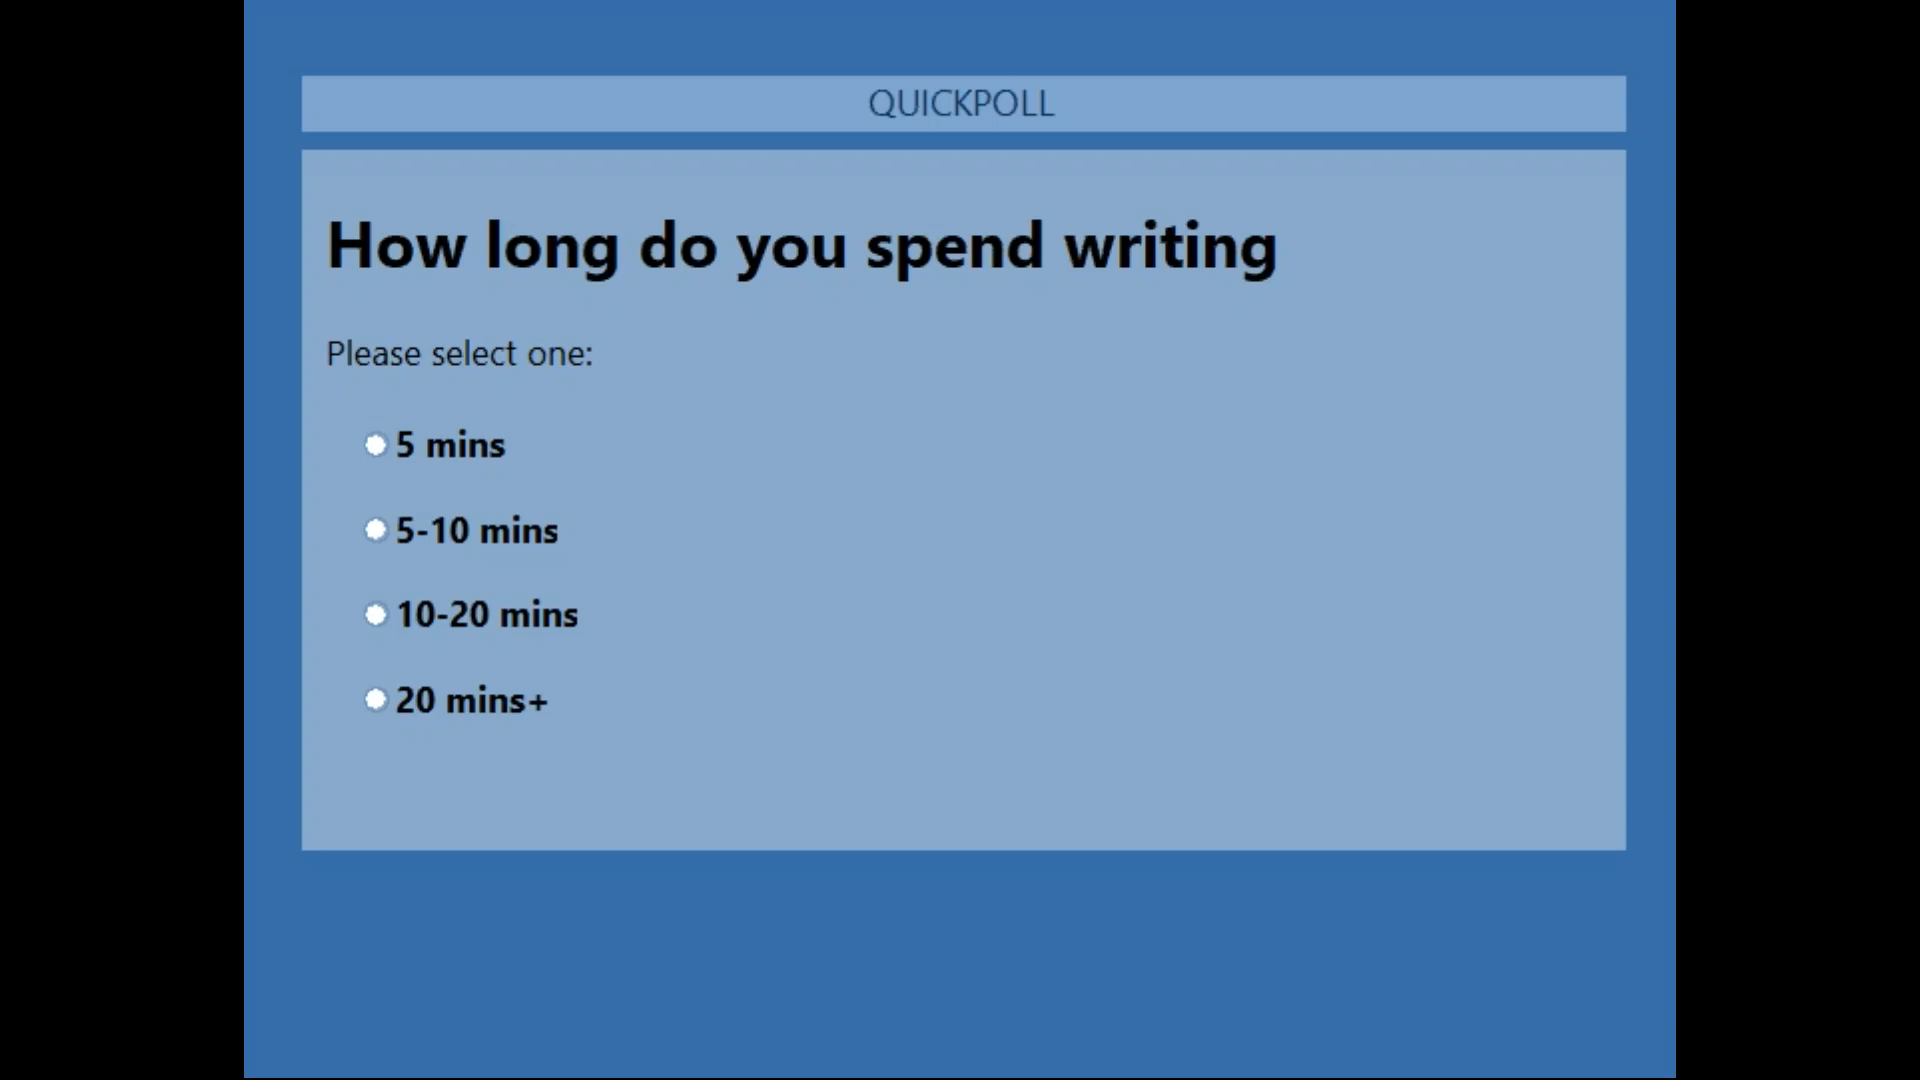 QUICKPOLL
How long do you spend writing
Please select one:
5 mins
5-10 mins
10-20 mins
20 mins+